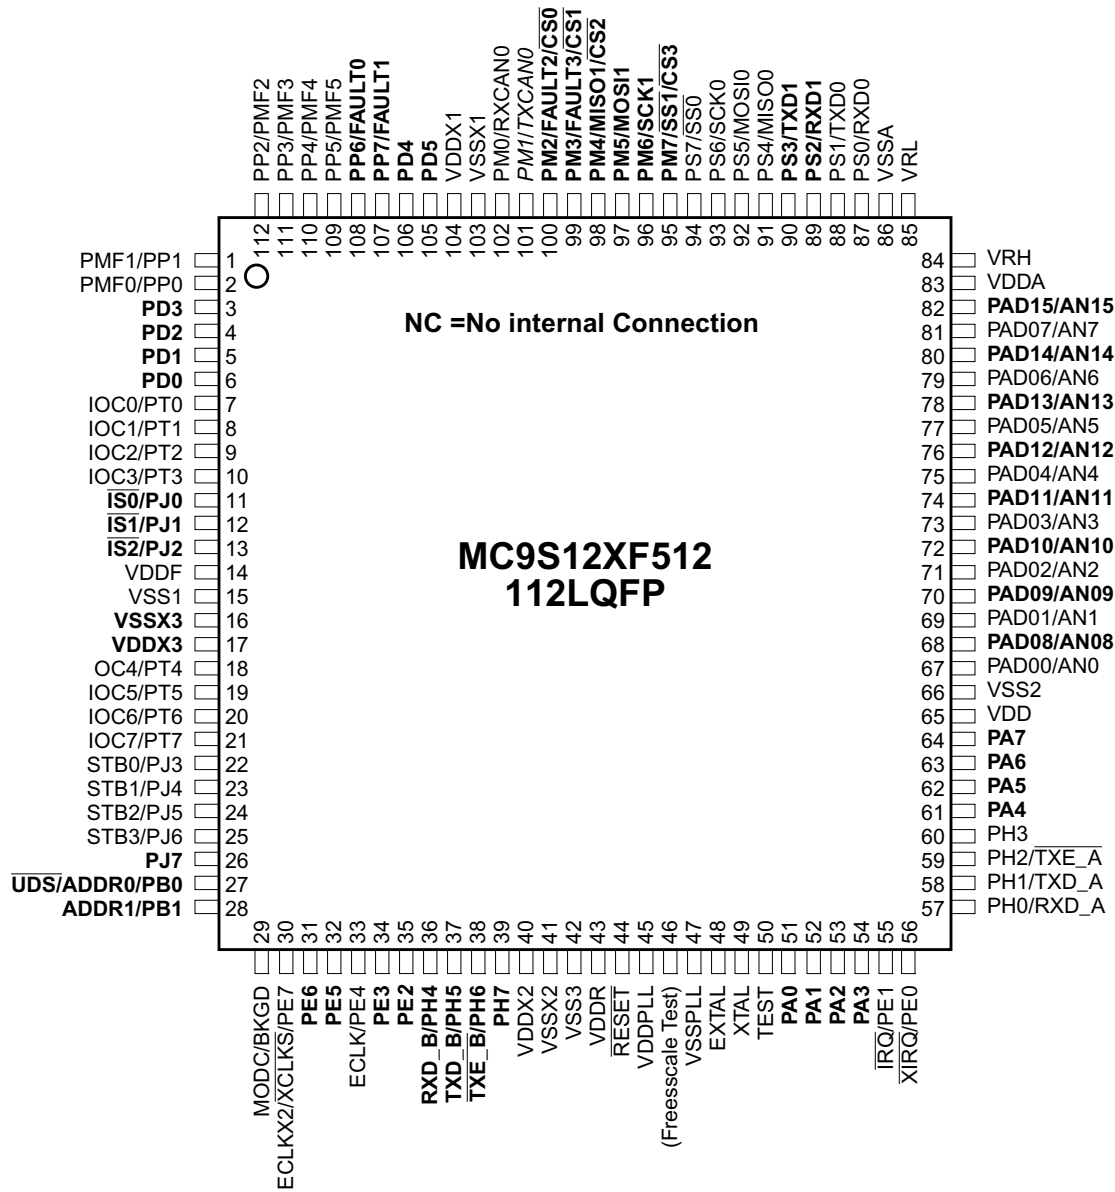 PP2/PMF2
PP3/PMF3
PP4/PMF4
PP5/PMF5
PP6/FAULT0
PP7/FAULT1
PD4
PD5
VDDX1
VSSX1
PM0/RXCAN0
PM1/TXCAN0
PM2/FAULT2/CS0
PM3/FAULT3/CS1
PM4/MISO1/CS2
PM5/MOSI1
PM6/SCK1
PM7/SS1/CS3
PS7/SS0
PS6/SCK0
PS5/MOSI0
PS4/MISO0
PS3/TXD1
PS2/RXD1
PS1/TXD0
PS0/RXD0
VSSA
VRL
112
111
110
109
108
107
106
105
104
103
102
101
100
99
98
97
96
95
94
93
92
91
90
89
88
87
86
85
PMF1/PP1 1
PMF0/PP0 2
PD3 3
PD2 4
PD1 5
PD0 6
IOC0/PT0 7
IOC1/PT1 8
IOC2/PT2 9
IOC3/PT3 10
IS0/PJ0 11
IS1/PJ1 12
IS2/PJ2 13
VDDF 14
VSS1 15
VSSX3 16
VDDX3 17
OC4/PT4 18
IOC5/PT5 19
IOC6/PT6 20
IOC7/PT7 21
STB0/PJ3 22
STB1/PJ4 23
STB2/PJ5 24
STB3/PJ6 25
PJ7 26
UDS/ADDR0/PB0 27
ADDR1/PB1 28
NC =No internal Connection
MC9S12XF512
112LQFP
84 VRH
83 VDDA
82 PAD15/AN15
81 PAD07/AN7
80 PAD14/AN14
79 PAD06/AN6
78 PAD13/AN13
77 PAD05/AN5
76 PAD12/AN12
75 PAD04/AN4
74 PAD11/AN11
73 PAD03/AN3
72 PAD10/AN10
71 PAD02/AN2
70 PAD09/AN09
69 PAD01/AN1
68 PAD08/AN08
67 PAD00/AN0
66 VSS2
65 VDD
64 PA7
63 PA6
62 PA5
61 PA4
60 PH3
59 PH2/TXE_A
58 PH1/TXD_A
57 PH0/RXD_A
29
30
31
32
33
34
35
36
37
38
39
40
41
42
43
44
45
46
47
48
49
50
51
52
53
54
55
56
MODC/BKGD
ECLKX2/XCLKS/PE7
PE6
PE5
ECLK/PE4
PE3
PE2
RXD_B/PH4
TXD_B/PH5
TXE_B/PH6
PH7
VDDX2
VSSX2
VSS3
VDDR
RESET
VDDPLL
(Freesscale Test)
VSSPLL
EXTAL
XTAL
TEST
PA0
PA1
PA2
PA3
IRQ/PE1
XIRQ/PE0